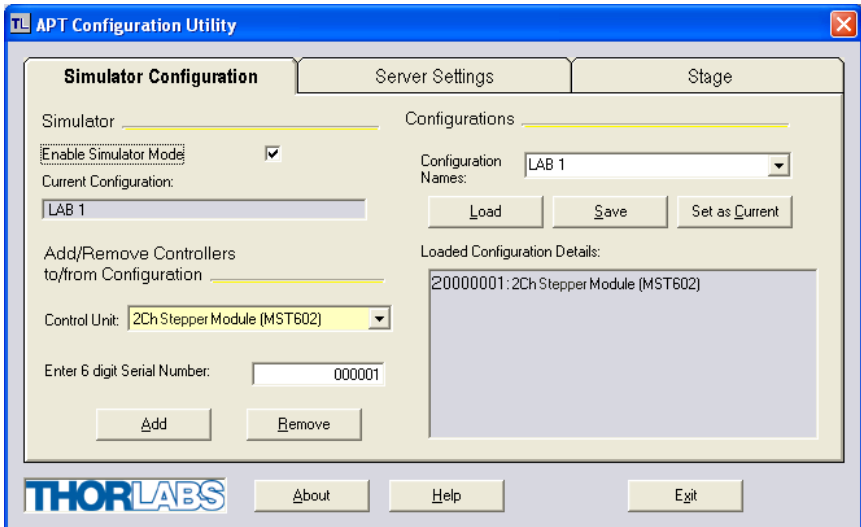 TL APT Configuration Utility
Simulator Configuration
Server Settings
Stage
Simulator
Enable Simulator Mode
Current Configuration:
LAB 1
Add/Remove Controllers
to/from Configuration
Control Unit: 2Ch Stepper Module (MST602)
Enter 6 digit Serial Number: 000001
Add
Remove
Configurations
Configuration
Names:
LAB 1
Load
Save
Set as Current
Loaded Configuration Details:
20000001: 2Ch Stepper Module (MST602)
THORLABS
About
Help
Exit